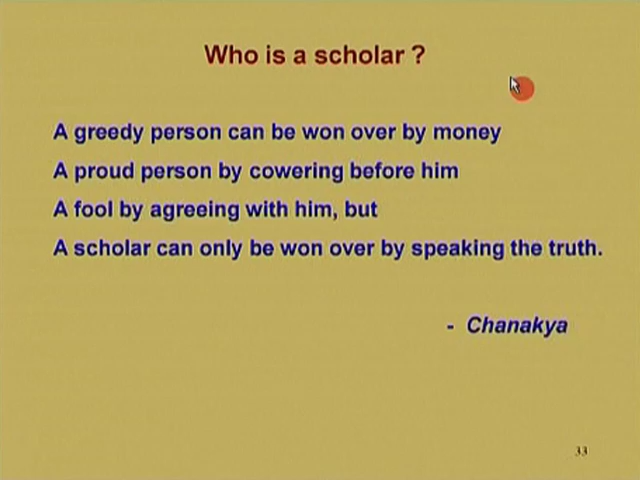 Who is a scholar ?
A greedy person can be won over by money
A proud person by cowering before him
A fool by agreeing with him, but
A scholar can only be won over by speaking the truth.
- Chanakya
33